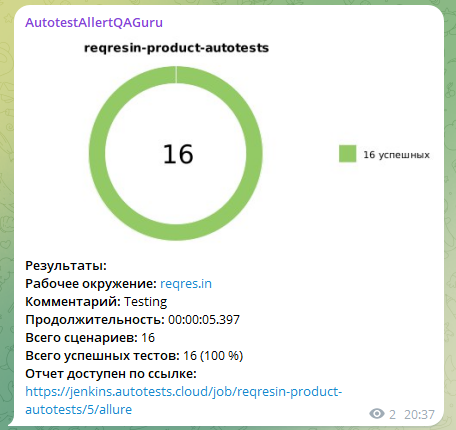 AutotestAllertQAGuru
reqresin-product-autotests
16
16 успешных
Результаты:
Рабочее окружение: reqres.in
Комментарий: Testing
Продолжительность: 00:00:05.397
Всего сценариев: 16
Всего успешных тестов: 16 (100 %)
Отчет доступен по ссылке:
https://jenkins.autotests.cloud/job/reqresin-product-
autotests/5/allure
2 20:37